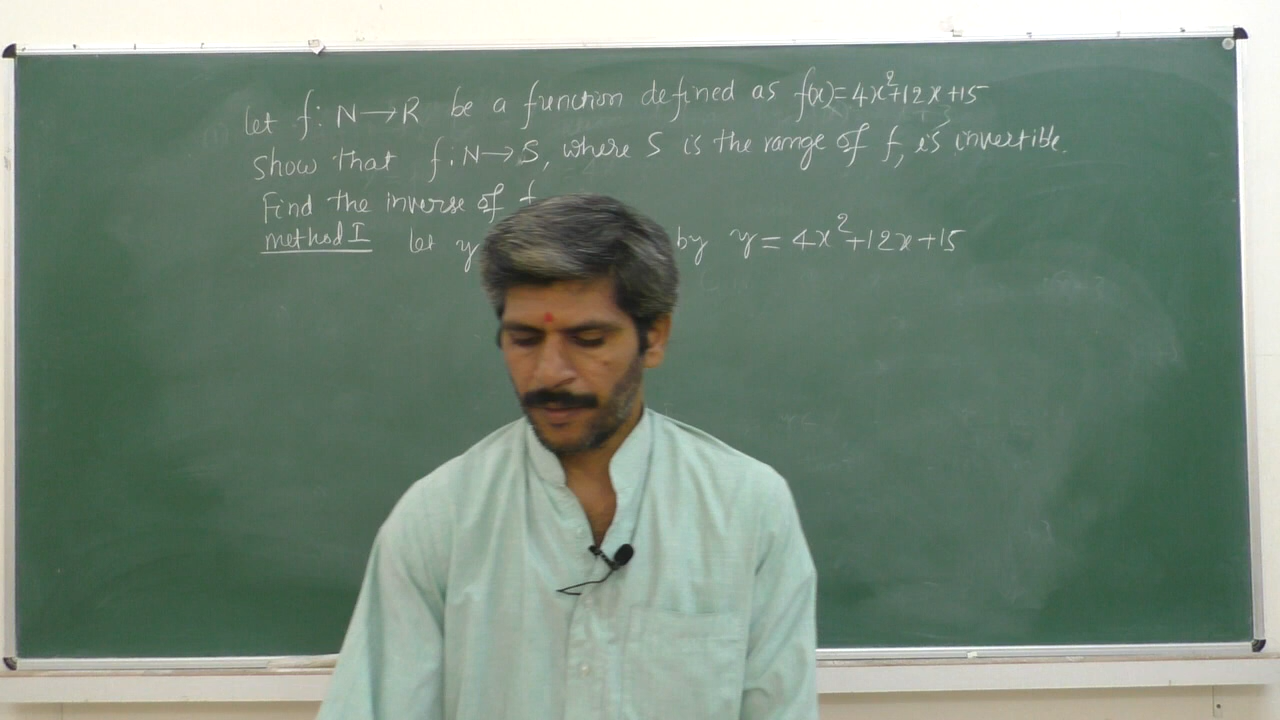 let f: N→R be a function defined as f(x)=4x²+12x+15
Show that f:N→S, where S is the range of f, is invertible.
Find the inverse of f
method I let y by y=4x²+12x+15